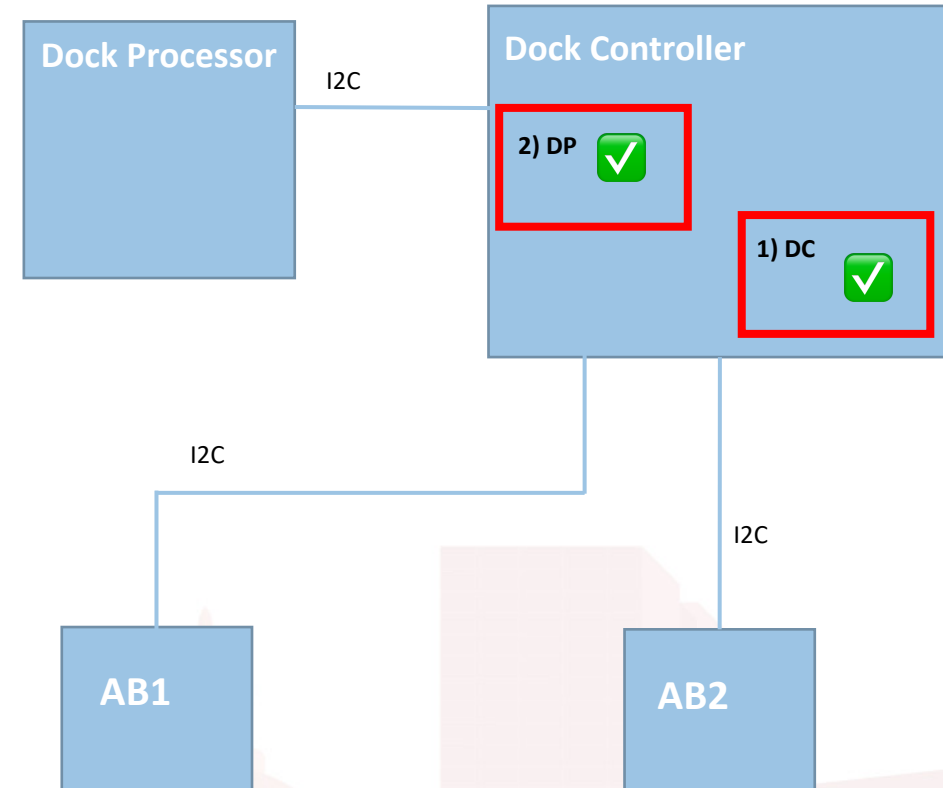 Dock Processor
I2C
Dock Controller
2) DP
1) DC
I2C
I2C
AB1
AB2